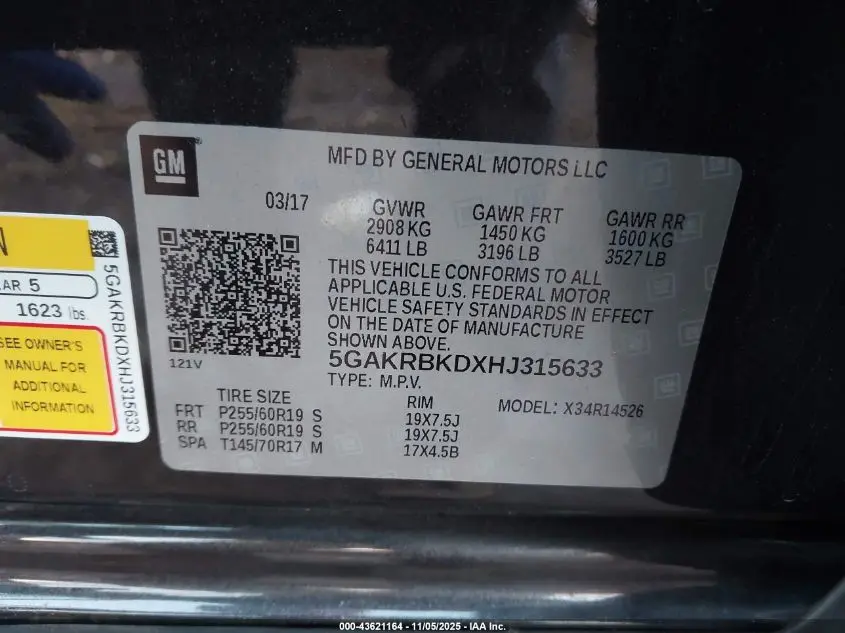 GM
MFD BY GENERAL MOTORS LLC
03/17
GVWR GAWR FRT GAWR RR
2908 KG 1450 KG 1600 KG
6411 LB 3196 LB 3527 LB
THIS VEHICLE CONFORMS TO ALL
APPLICABLE U.S. FEDERAL MOTOR
VEHICLE SAFETY STANDARDS IN EFFECT
ON THE DATE OF MANUFACTURE
SHOWN ABOVE.
121V
5GAKRBKDXHJ315633
TYPE: M.P.V.
TIRE SIZE RIM MODEL: X34R14526
FRT P255/60R19 S 19X7.5J
RR P255/60R19 S 19X7.5J
SPA T145/70R17 M 17X4.5B
N
AR 5
1623 lbs.
SEE OWNER'S
MANUAL FOR
ADDITIONAL
INFORMATION
5GAKRBKDXHJ315633
000-43621164 - 11/05/2025 - IAA Inc.